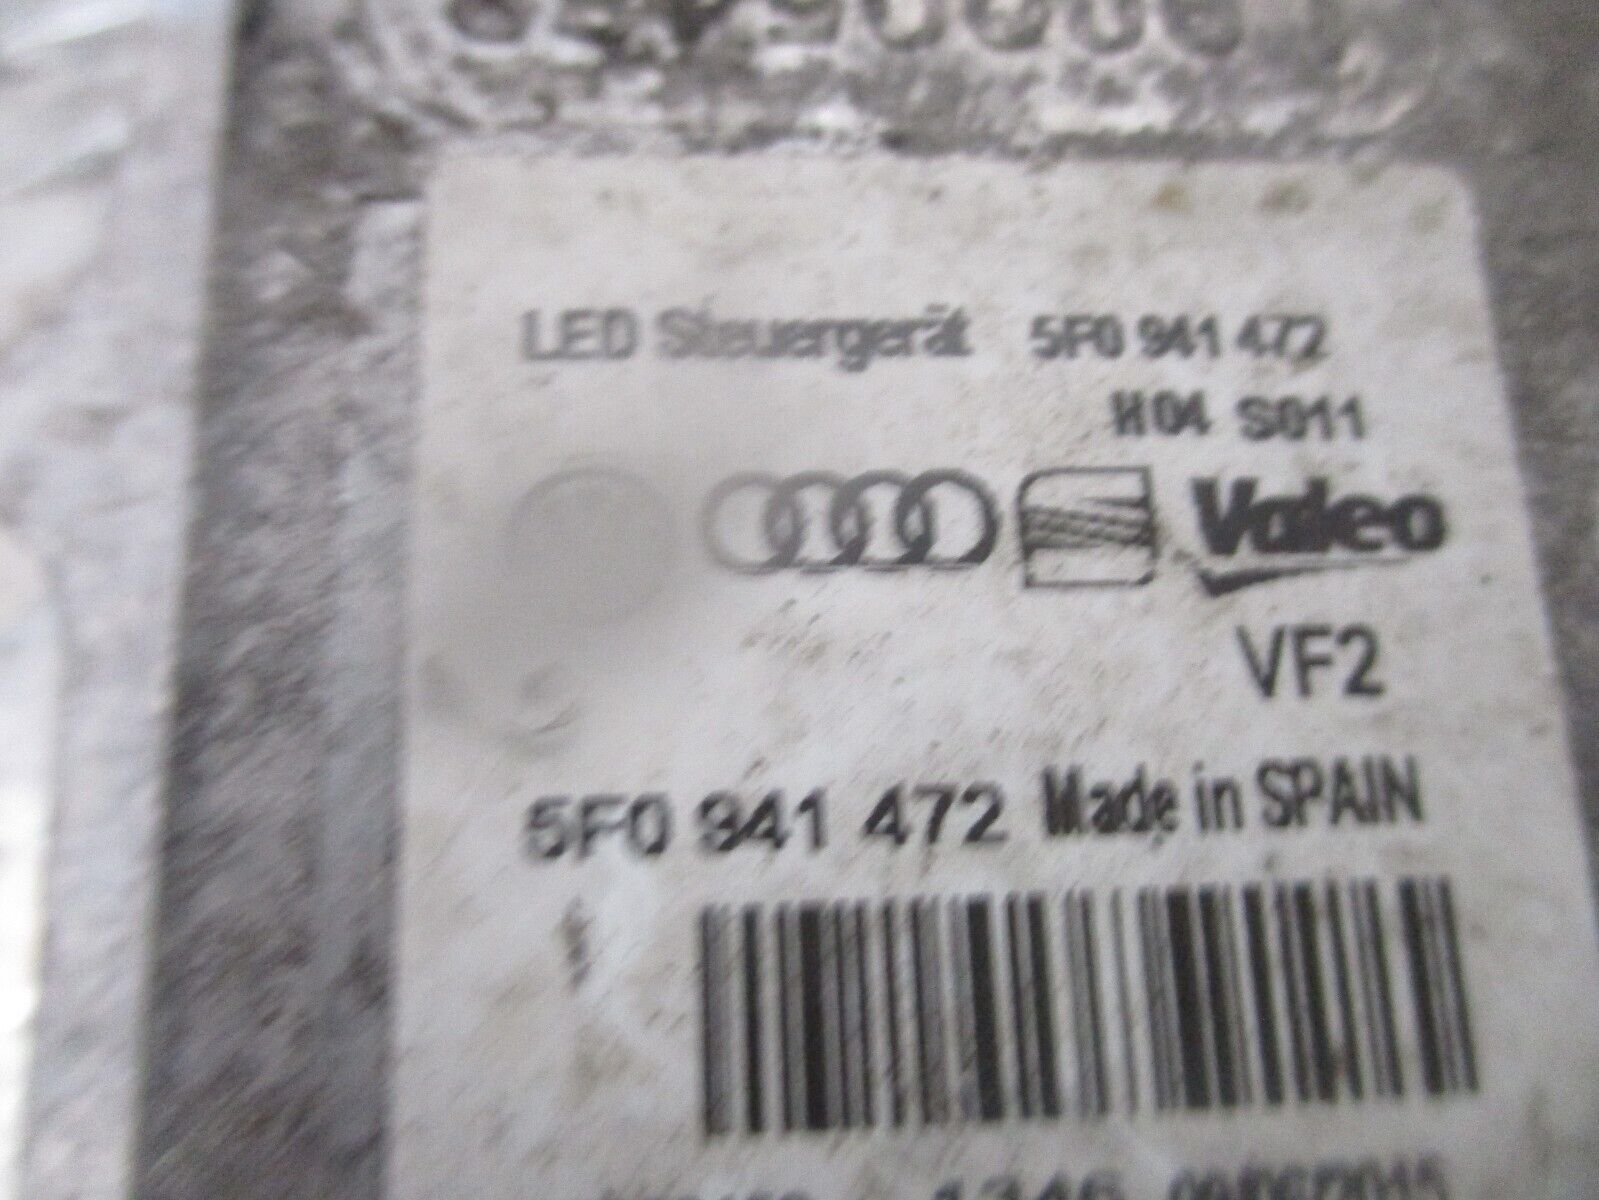 LED Steuergerät 5F0 941 472
H04 S011
Valeo
VF2
5F0 941 472 Made in SPAIN